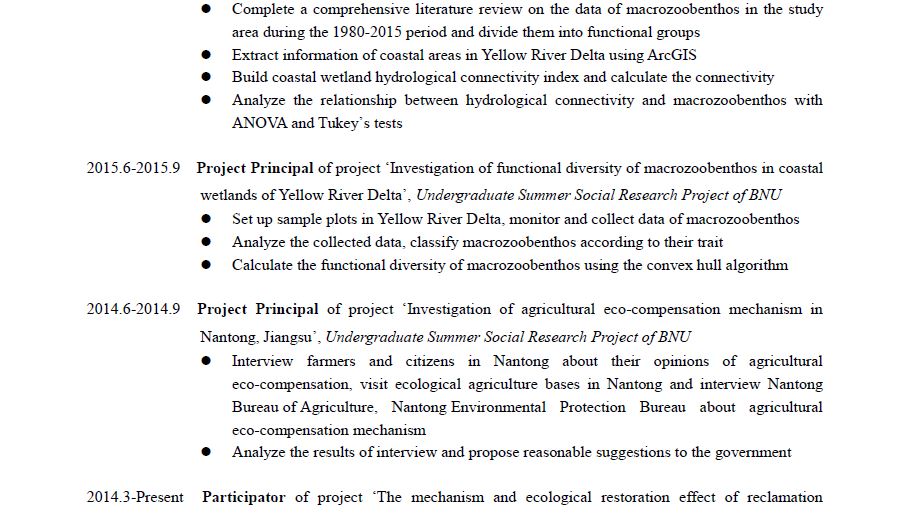 ● Complete a comprehensive literature review on the data of macrozoobenthos in the study
area during the 1980-2015 period and divide them into functional groups
● Extract information of coastal areas in Yellow River Delta using ArcGIS
● Build coastal wetland hydrological connectivity index and calculate the connectivity
● Analyze the relationship between hydrological connectivity and macrozoobenthos with
ANOVA and Tukey's tests
2015.6-2015.9 Project Principal of project ‘Investigation of functional diversity of macrozoobenthos in coastal
wetlands of Yellow River Delta’, Undergraduate Summer Social Research Project of BNU
● Set up sample plots in Yellow River Delta, monitor and collect data of macrozoobenthos
● Analyze the collected data, classify macrozoobenthos according to their trait
● Calculate the functional diversity of macrozoobenthos using the convex hull algorithm
2014.6-2014.9 Project Principal of project ‘Investigation of agricultural eco-compensation mechanism in
Nantong, Jiangsu’, Undergraduate Summer Social Research Project of BNU
● Interview farmers and citizens in Nantong about their opinions of agricultural
eco-compensation, visit ecological agriculture bases in Nantong and interview Nantong
Bureau of Agriculture, Nantong Environmental Protection Bureau about agricultural
eco-compensation mechanism
● Analyze the results of interview and propose reasonable suggestions to the government
2014.3-Present Participator of project ‘The mechanism and ecological restoration effect of reclamation